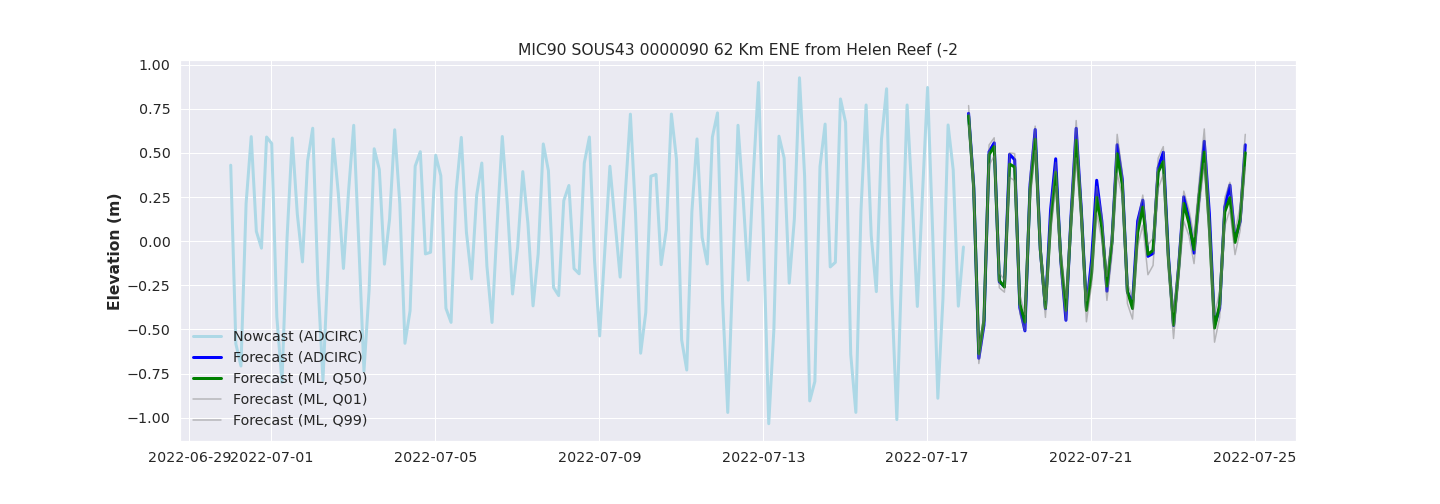 MIC90 SOUS43 0000090 62 Km ENE from Helen Reef (-2
Elevation (m)
1.00
0.75
0.50
0.25
0.00
−0.25
−0.50
−0.75
−1.00
Nowcast (ADCIRC)
Forecast (ADCIRC)
Forecast (ML, Q50)
Forecast (ML, Q01)
Forecast (ML, Q99)
2022-06-29 2022-07-01 2022-07-05 2022-07-09 2022-07-13 2022-07-17 2022-07-21 2022-07-25